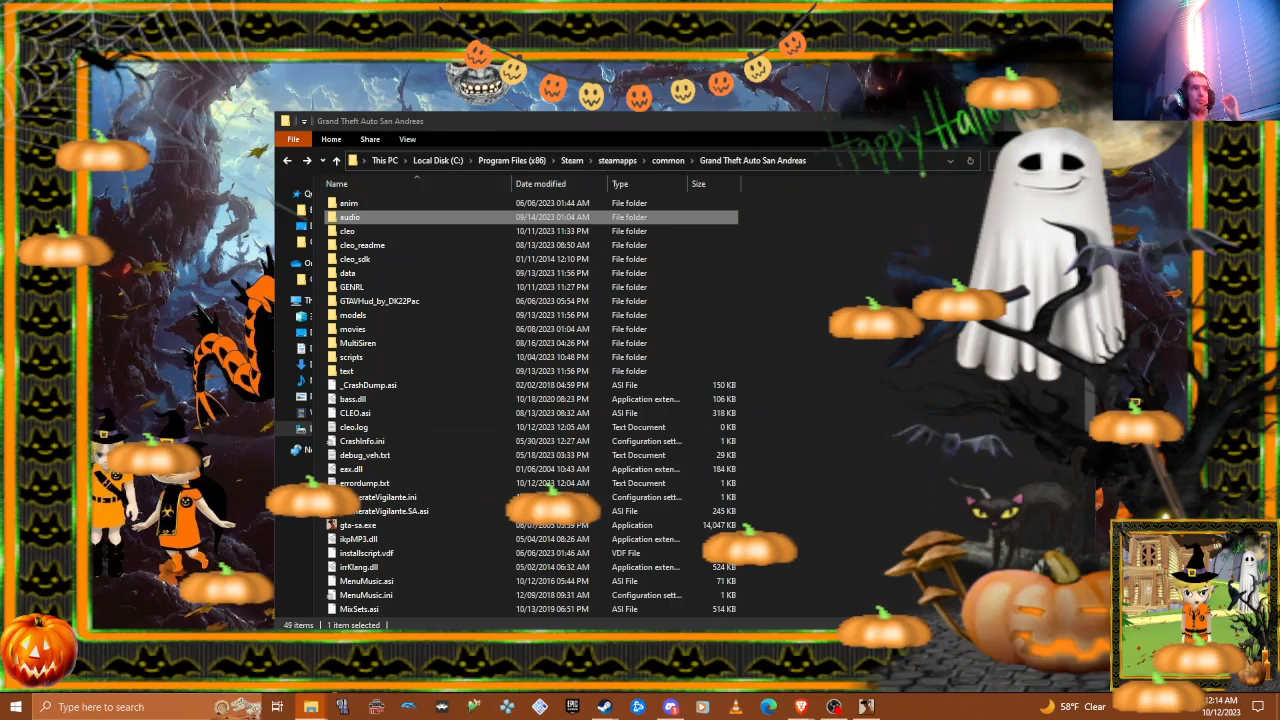 Happy Hallo
Grand Theft Auto San Andreas
File Home Share View
This PC Local Disk (C:) Program Files (x86) Steam steamapps common Grand Theft Auto San Andreas
Name Date modified Type Size
anim 06/06/2023 01:44 AM File folder
audio 09/14/2023 01:04 AM File folder
cleo 10/11/2023 11:33 PM File folder
cleo_readme 08/13/2023 08:50 AM File folder
cleo_sdk 01/11/2014 12:10 PM File folder
data 09/13/2023 11:56 PM File folder
GENRL 10/11/2023 11:27 PM File folder
GTAVHud_by_DK22Pac 06/06/2023 05:54 PM File folder
models 09/13/2023 11:56 PM File folder
movies 06/08/2023 01:04 AM File folder
MultiSiren 08/16/2023 04:26 PM File folder
scripts 10/04/2023 10:48 PM File folder
text 09/13/2023 11:56 PM File folder
_CrashDump.asi 02/02/2018 04:59 PM ASI File 150 KB
bass.dll 10/18/2020 08:23 PM Application exten... 106 KB
CLEO.asi 08/13/2023 08:32 AM ASI File 318 KB
cleo.log 10/12/2023 12:05 AM Text Document 0 KB
CrashInfo.ini 05/30/2023 12:27 AM Configuration sett... 1 KB
debug_veh.txt 05/18/2023 03:33 PM Text Document 29 KB
eax.dll 01/06/2004 10:43 AM Application exten... 184 KB
errordump.txt 10/12/2023 12:04 AM Text Document 1 KB
erateVigilante.ini Configuration sett... 1 KB
erateVigilante.SA.asi ASI File 245 KB
gta-sa.exe Application 14,047 KB
ikpMP3.dll 05/04/2014 08:26 AM Application exten...
installscript.vdf 06/06/2023 01:46 AM VDF File
irrKlang.dll 05/02/2014 06:32 AM Application exten... 524 KB
MenuMusic.asi 10/12/2016 05:44 PM ASI File 71 KB
MenuMusic.ini 12/09/2018 09:31 AM Configuration sett... 1 KB
MixSets.asi 10/13/2019 06:51 PM ASI File 514 KB
49 items 1 item selected
Type here to search
58°F Clear
12:14 AM
10/12/2023